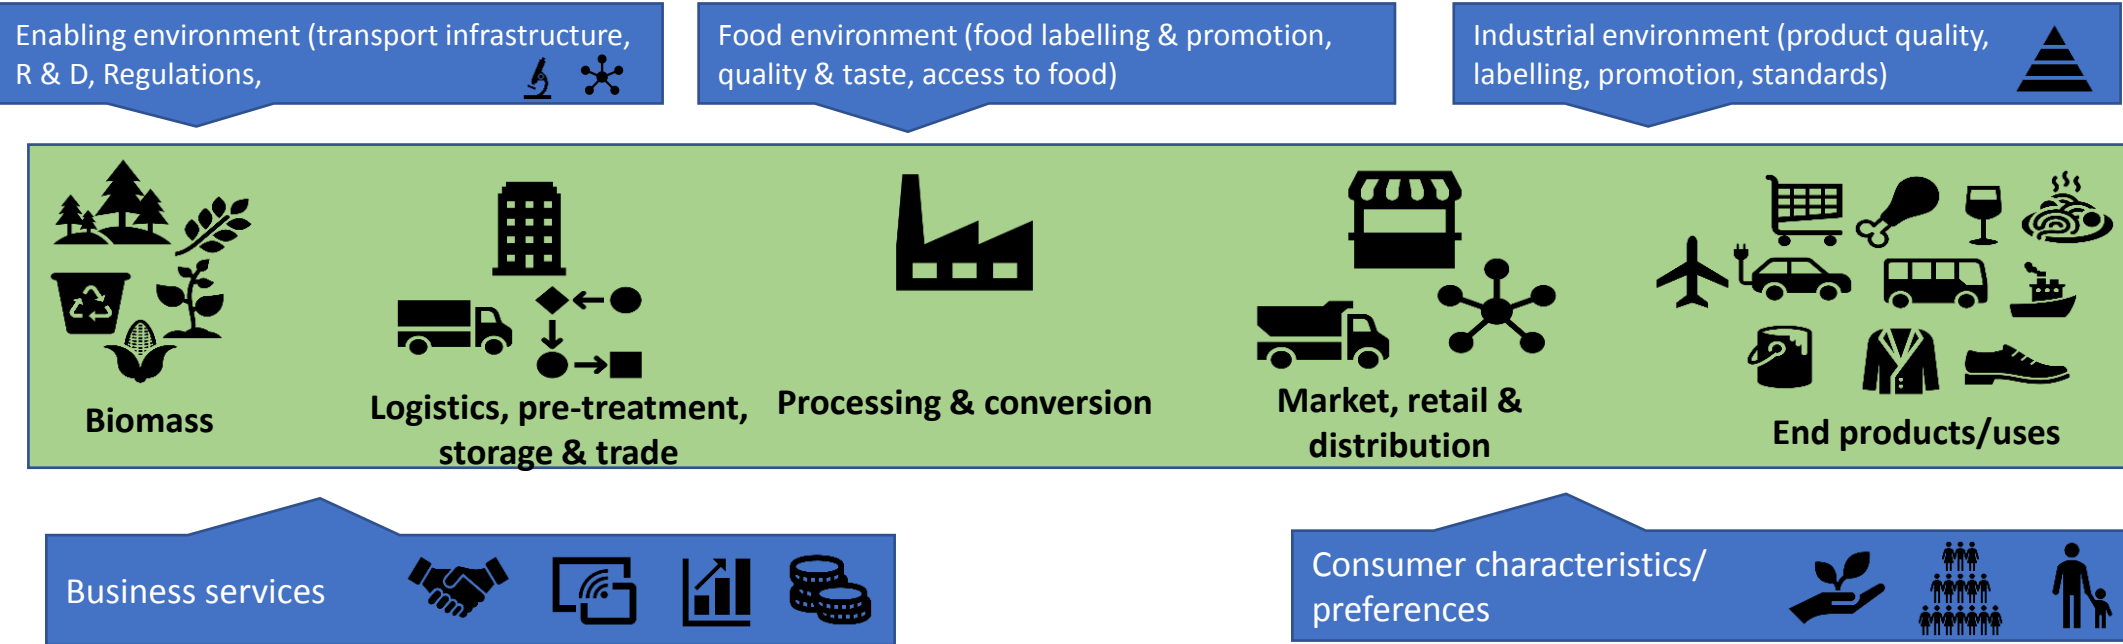 Enabling environment (transport infrastructure,
R & D, Regulations,
Food environment (food labelling & promotion,
quality & taste, access to food)
Industrial environment (product quality,
labelling, promotion, standards)
Biomass
Logistics, pre-treatment,
storage & trade
Processing & conversion
Market, retail &
distribution
End products/uses
Business services
Consumer characteristics/
preferences